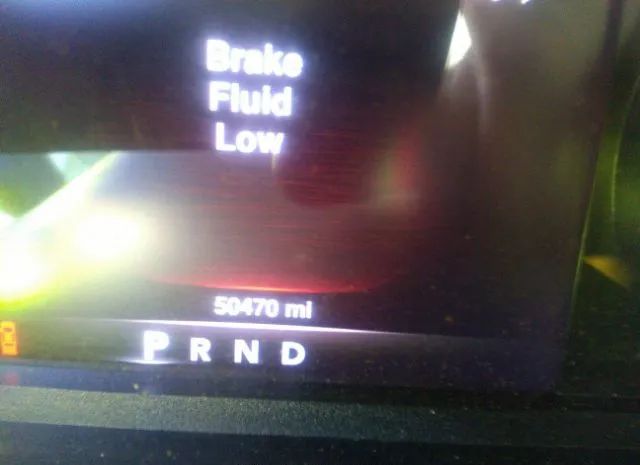 Brake
Fluid
Low
50470 mi
P R N D